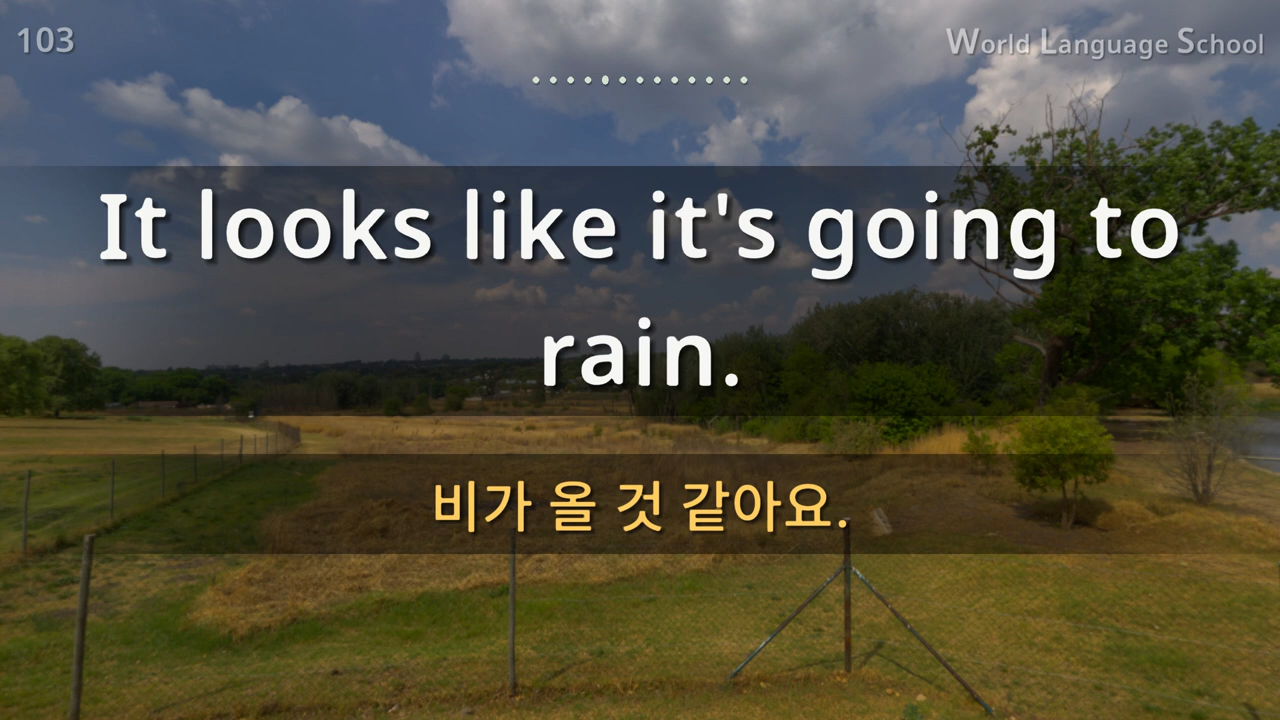 103
World Language School
It looks like it's going to
rain.
비가 올 것 같아요.